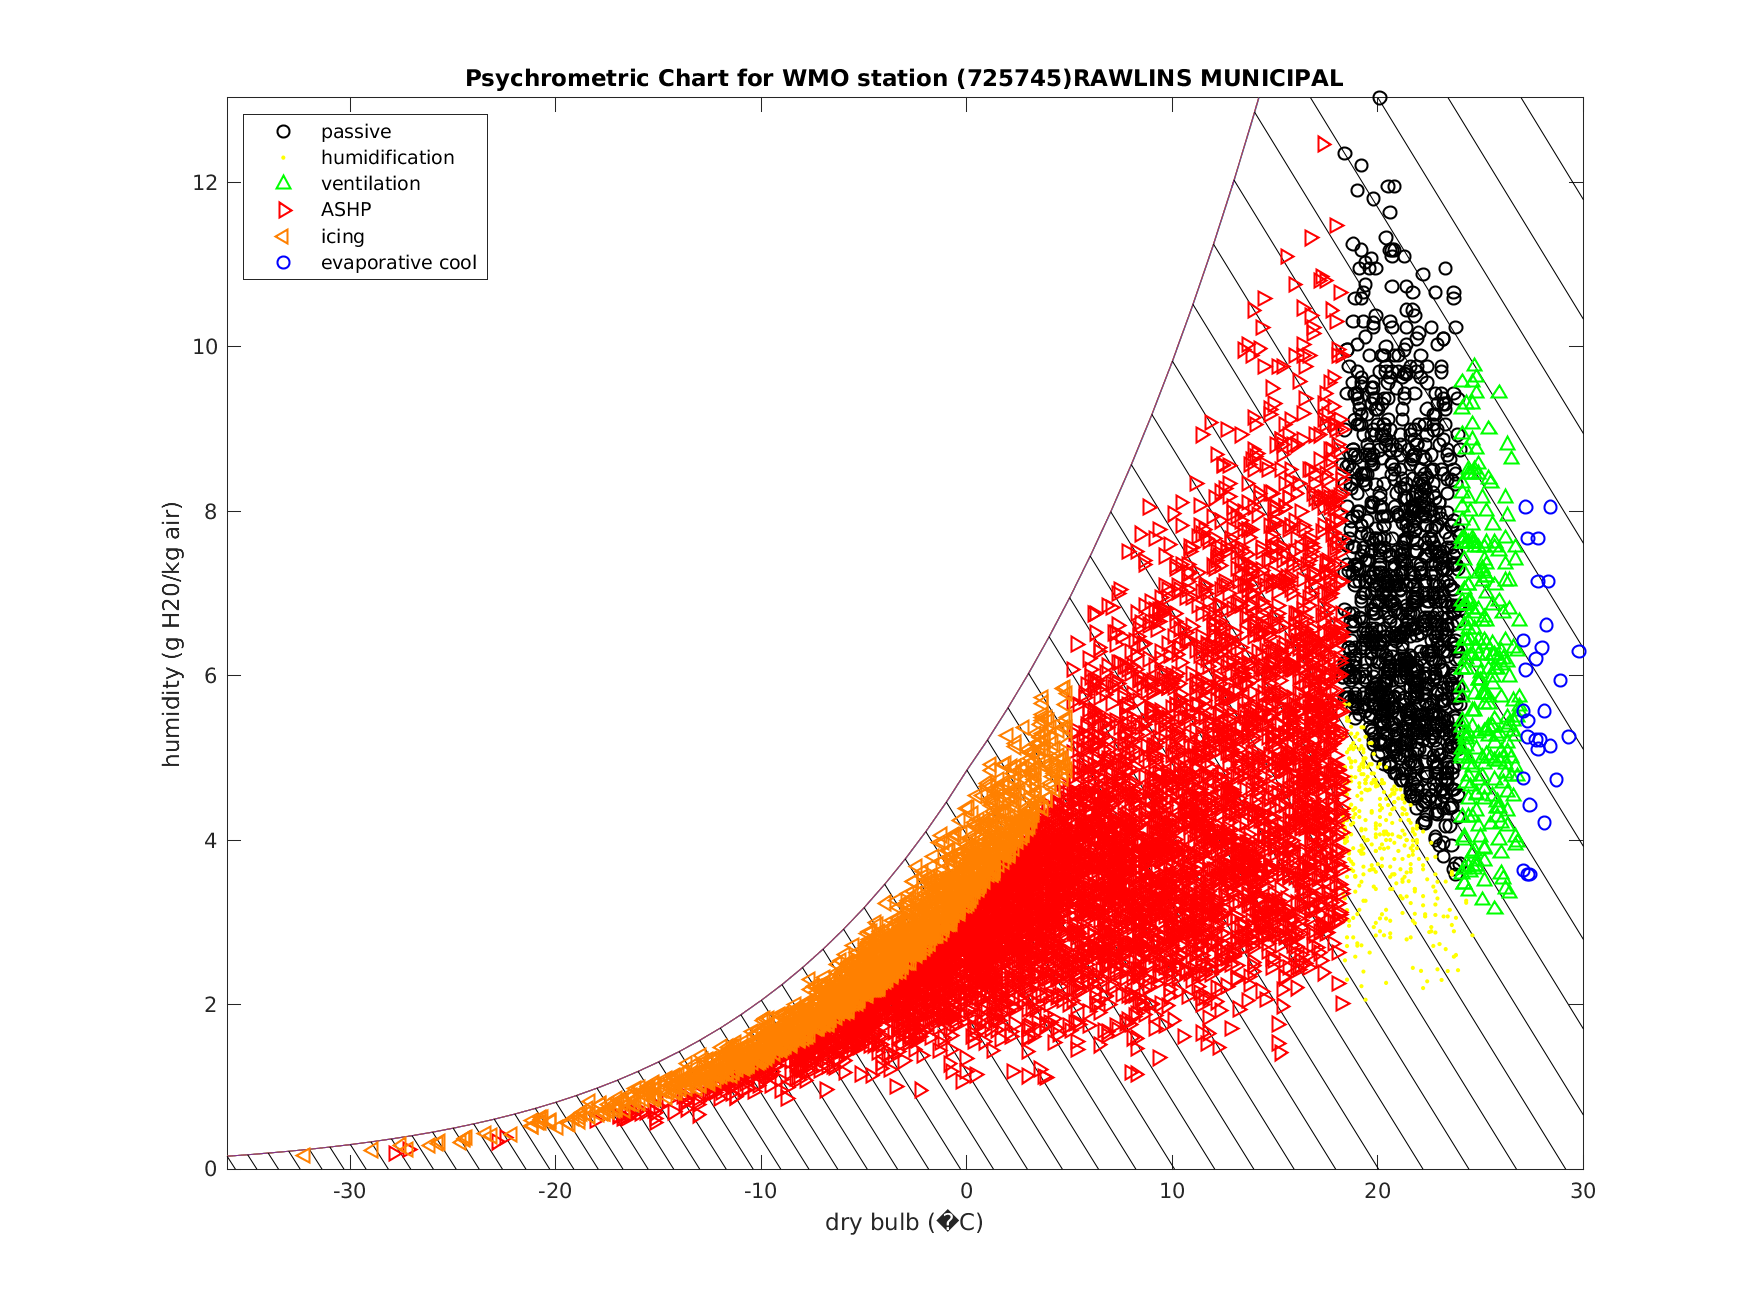 Psychrometric Chart for WMO station (725745)RAWLINS MUNICIPAL
passive
humidification
ventilation
ASHP
icing
evaporative cool
humidity (g H20/kg air)
12
10
8
6
4
2
0
-30 -20 -10 0 10 20 30
dry bulb (�C)